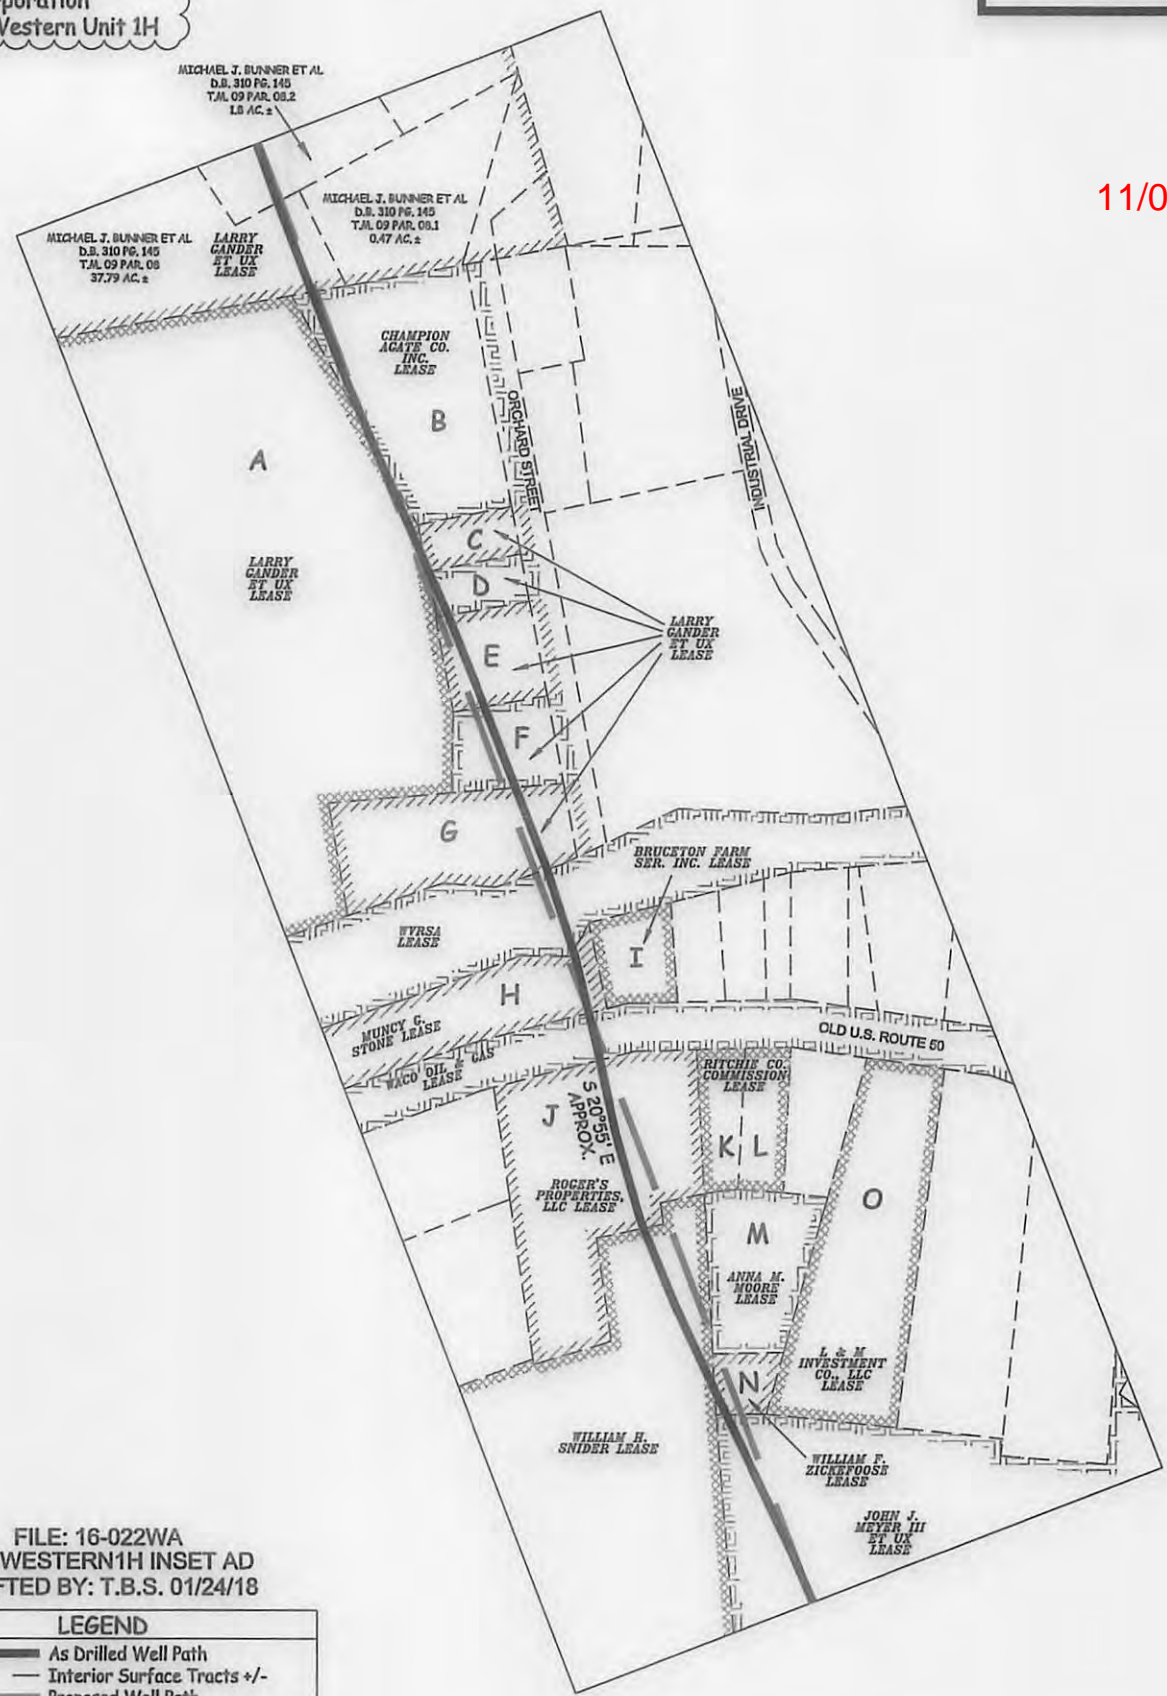 Western Unit 1H
11/0
MICHAEL J. BUNNER ET AL
D.B. 310 PG. 145
T.M. 09 PAR. 08.2
1.8 AC. ±
MICHAEL J. BUNNER ET AL
D.B. 310 PG. 145
T.M. 09 PAR. 08.1
0.47 AC. ±
MICHAEL J. BUNNER ET AL
D.B. 310 PG. 145
T.M. 09 PAR. 08
37.79 AC. ±
LARRY
GANDER
ET UX
LEASE
CHAMPION
AGATE CO.
INC.
LEASE
B
A
ORCHARD STREET
INDUSTRIAL DRIVE
LARRY
GANDER
ET UX
LEASE
C
D
E
F
G
LARRY
GANDER
ET UX
LEASE
BRUCETON FARM
SER. INC. LEASE
I
WYRSA
LEASE
H
MUNCY G.
STONE LEASE
WACO OIL & GAS
LEASE
OLD U.S. ROUTE 50
RITCHIE CO.
COMMISSION
LEASE
J
S 20°55' E
APPROX.
K L
ROGER'S
PROPERTIES,
LLC LEASE
O
M
ANNA M.
MOORE
LEASE
L & M
INVESTMENT
CO., LLC
LEASE
N
WILLIAM H.
SNIDER LEASE
WILLIAM F.
ZICKEFOOSE
LEASE
JOHN J.
MEYER III
ET UX
LEASE
FILE: 16-022WA
WESTERN1H INSET AD
FTED BY: T.B.S. 01/24/18
LEGEND
As Drilled Well Path
Interior Surface Tracts +/-
Proposed Well Path